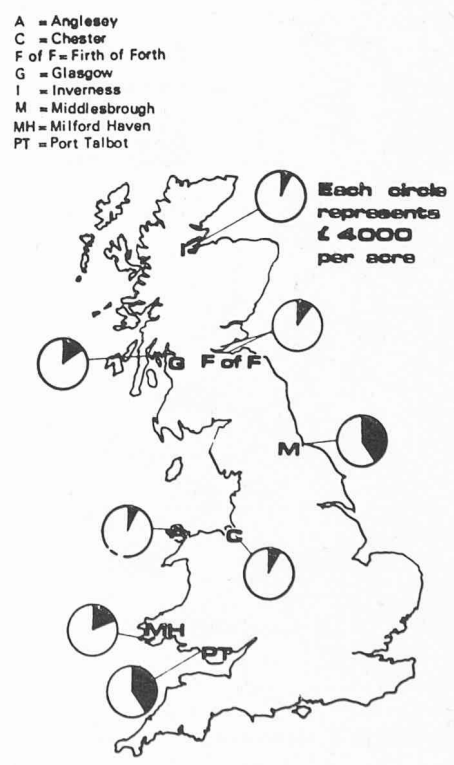 A = Anglesey
C = Chester
F of F = Firth of Forth
G = Glasgow
I = Inverness
M = Middlesbrough
MH = Milford Haven
PT = Port Talbot
Each circle
represents
£ 4000
per acre
I
G
F of F
M
A
C
MH
PT